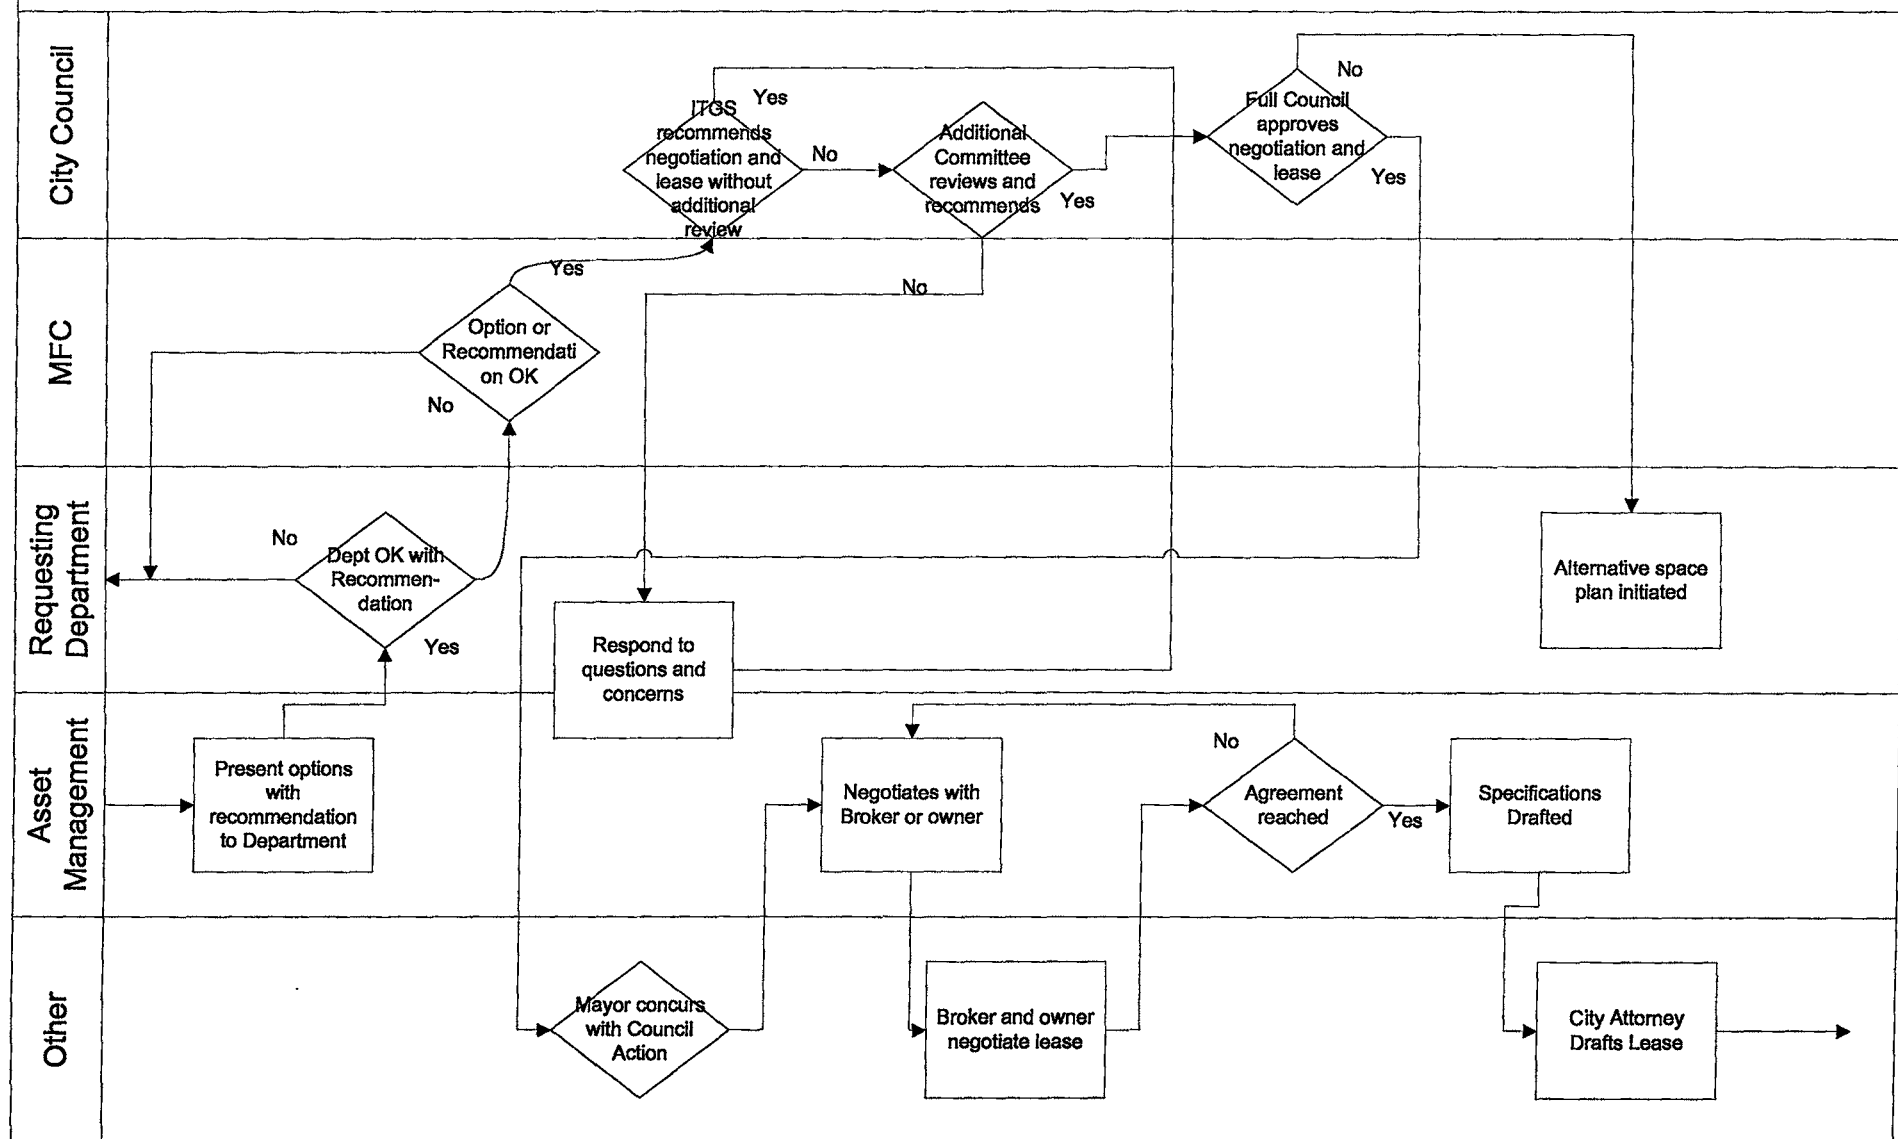 City Council
ITGS
recommends
negotiation and
lease without
additional
review
Yes
No
Additional
Committee
reviews and
recommends
Yes
No
Full Council
approves
negotiation and
lease
No
Yes
MFC
Option or
Recommendati
on OK
Yes
No
Requesting
Department
No
Dept OK with
Recommen-
dation
Yes
Respond to
questions and
concerns
Alternative space
plan initiated
Asset
Management
Present options
with
recommendation
to Department
Negotiates with
Broker or owner
No
Agreement
reached
Yes
Specifications
Drafted
Other
Mayor concurs
with Council
Action
Broker and owner
negotiate lease
City Attorney
Drafts Lease